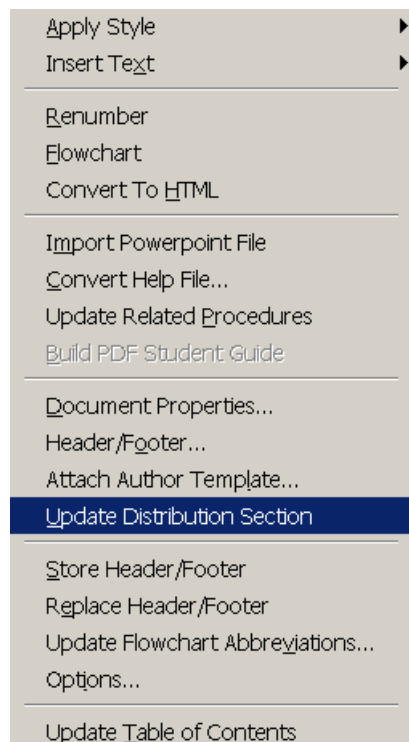 Apply Style
Insert Text
Renumber
Flowchart
Convert To HTML
Import Powerpoint File
Convert Help File...
Update Related Procedures
Build PDF Student Guide
Document Properties...
Header/Footer...
Attach Author Template...
Update Distribution Section
Store Header/Footer
Replace Header/Footer
Update Flowchart Abbreviations...
Options...
Update Table of Contents